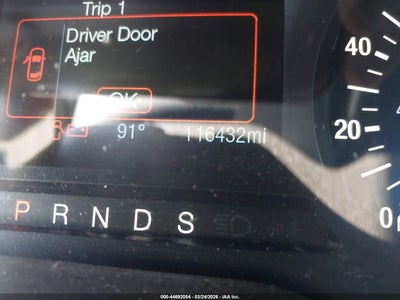 Trip 1
Driver Door
Ajar
OK
91° 116432mi
40
20
0
P R N D S
000-44692054 - 03/24/2026 - IAA, Inc.